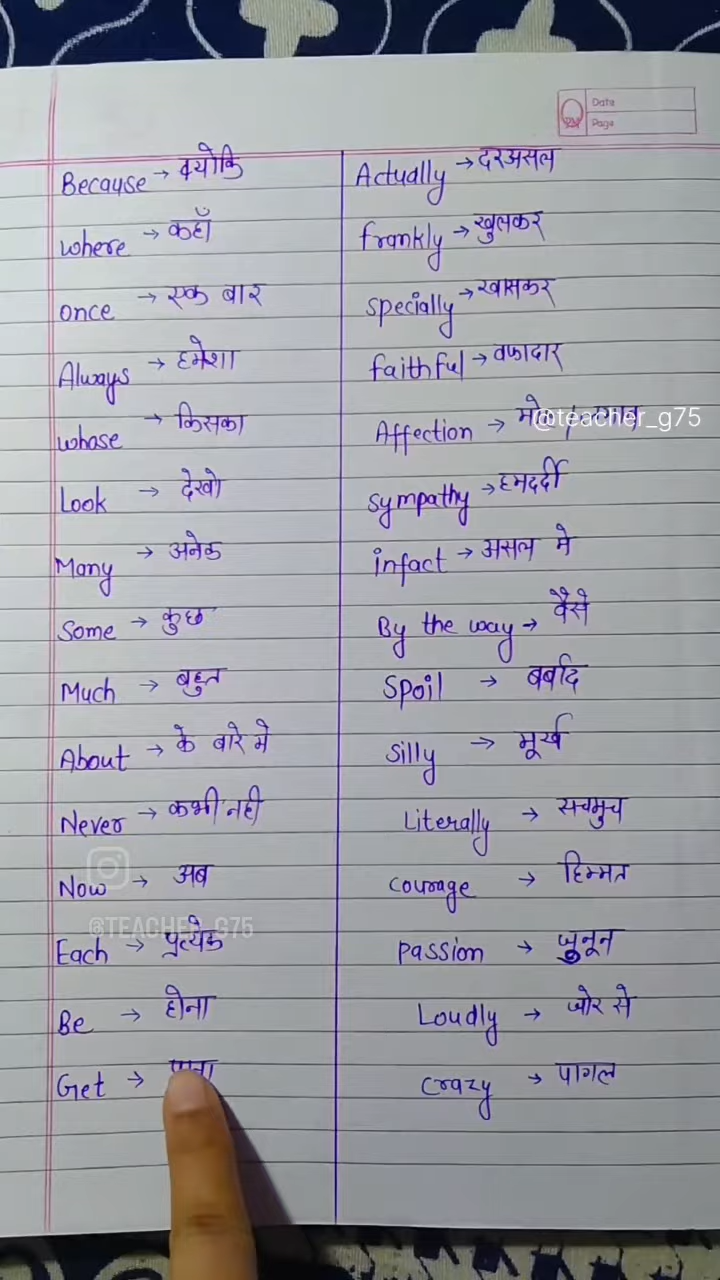 Date
Page
Because → क्योकि
where → कहाँ
once → एक बार
Always → हमेशा
whose → किसका
Look → देखो
Many → अनेक
Some → कुछ
Much → बहुत
About → के बारे मे
Never → कभी नही
Now → अब
Each → प्रत्येक
Be → होना
Get →
Actually → दरअसल
frankly → खुलकर
specially → खासकर
faithful → वफादार
Affection →
sympathy → हमदर्दी
infact → असल मे
By the way → वैसे
Spoil → बर्बाद
silly → मूर्ख
Literally → सचमुच
courage → हिम्मत
passion → जुनून
Loudly → जोर से
crazy → पागल
@teacher_g75
@TEACHER_G75